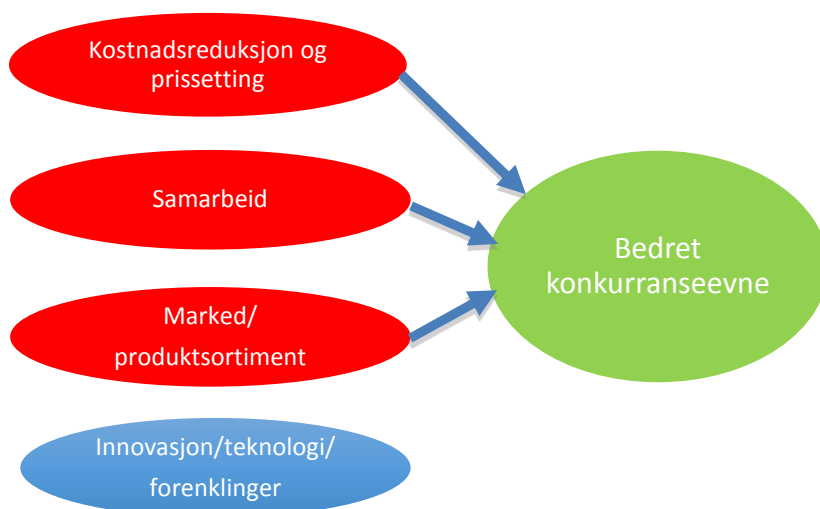 Kostnadsreduksjon og
prissetting
Samarbeid
Bedret
konkurranseevne
Marked/
produktsortiment
Innovasjon/teknologi/
forenklinger